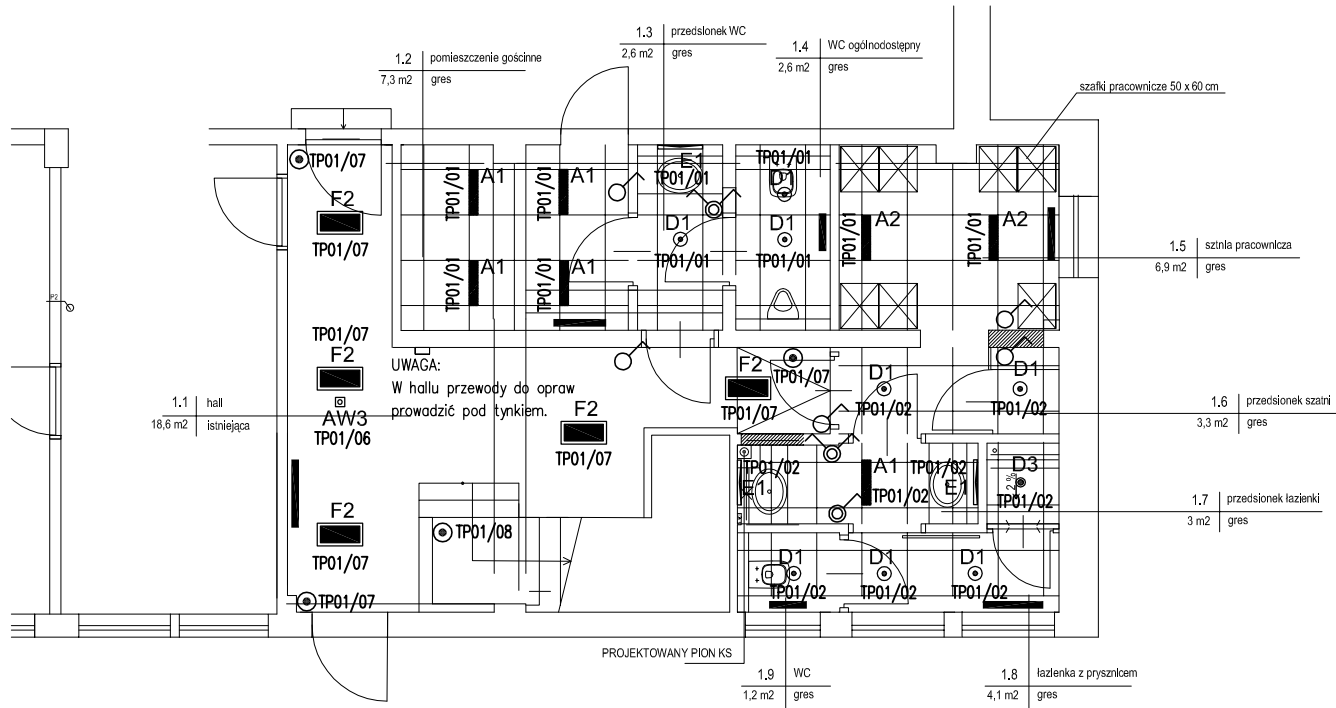 1.3 przedsionek WC
2,6 m2 gres
1.4 WC ogólnodostępny
2,6 m2 gres
1.2 pomieszczenie gościnne
7,3 m2 gres
szafki pracownicze 50 x 60 cm
TP01/07
F2
TP01/07
TP01/01 A1
TP01/01 A1
E1
TP01/01
TP01/01
D1
D1
TP01/01
D1
TP01/01
TP01/01 A2
TP01/01 A2
TP01/01 A1
TP01/01 A1
1.5 sztnia pracownicza
6,9 m2 gres
P2
TP01/07
F2
AW3
TP01/06
UWAGA:
W hallu przewody do opraw
prowadzić pod tynkiem.
F2
TP01/07
F2
TP01/07
TP01/07
D1
TP01/02
D1
TP01/02
1.1 hall
18,6 m2 istniejąca
1.6 przedsionek szatni
3,3 m2 gres
TP01/02
E1
A1
TP01/02
TP01/02
E1
D3
2 %
TP01/02
1.7 przedsionek łazienki
3 m2 gres
F2
TP01/07
TP01/08
D1
TP01/02
D1
TP01/02
D1
TP01/02
TP01/07
PROJEKTOWANY PION KS
1.9 WC
1,2 m2 gres
1.8 łazienka z prysznicem
4,1 m2 gres